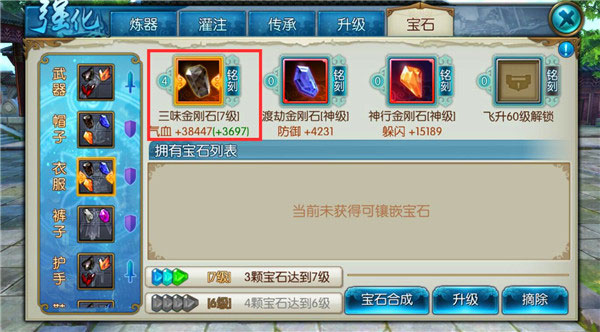 强化
炼器
灌注
传承
升级
宝石
武器
帽子
衣服
裤子
护手
4
铭刻
0
铭刻
0
铭刻
铭刻
三昧金刚石[7级]
气血 +38447(+3697)
渡劫金刚石[神级]
防御 +4231
神行金刚石[神级]
躲闪 +15189
飞升60级解锁
拥有宝石列表
当前未获得可镶嵌宝石
[7级] 3颗宝石达到7级
[6级] 4颗宝石达到6级
宝石合成
升级
摘除